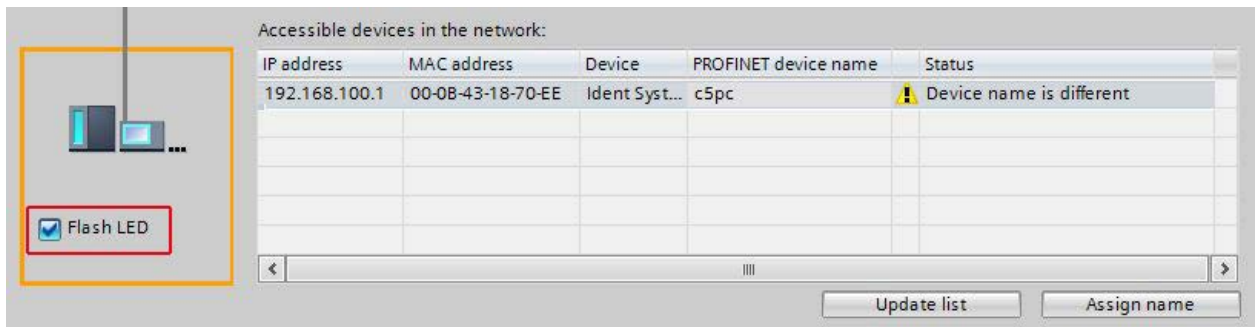 Accessible devices in the network:
IP address MAC address Device PROFINET device name Status
192.168.100.1 00-0B-43-18-70-EE Ident Syst... c5pc Device name is different
Flash LED
Update list Assign name